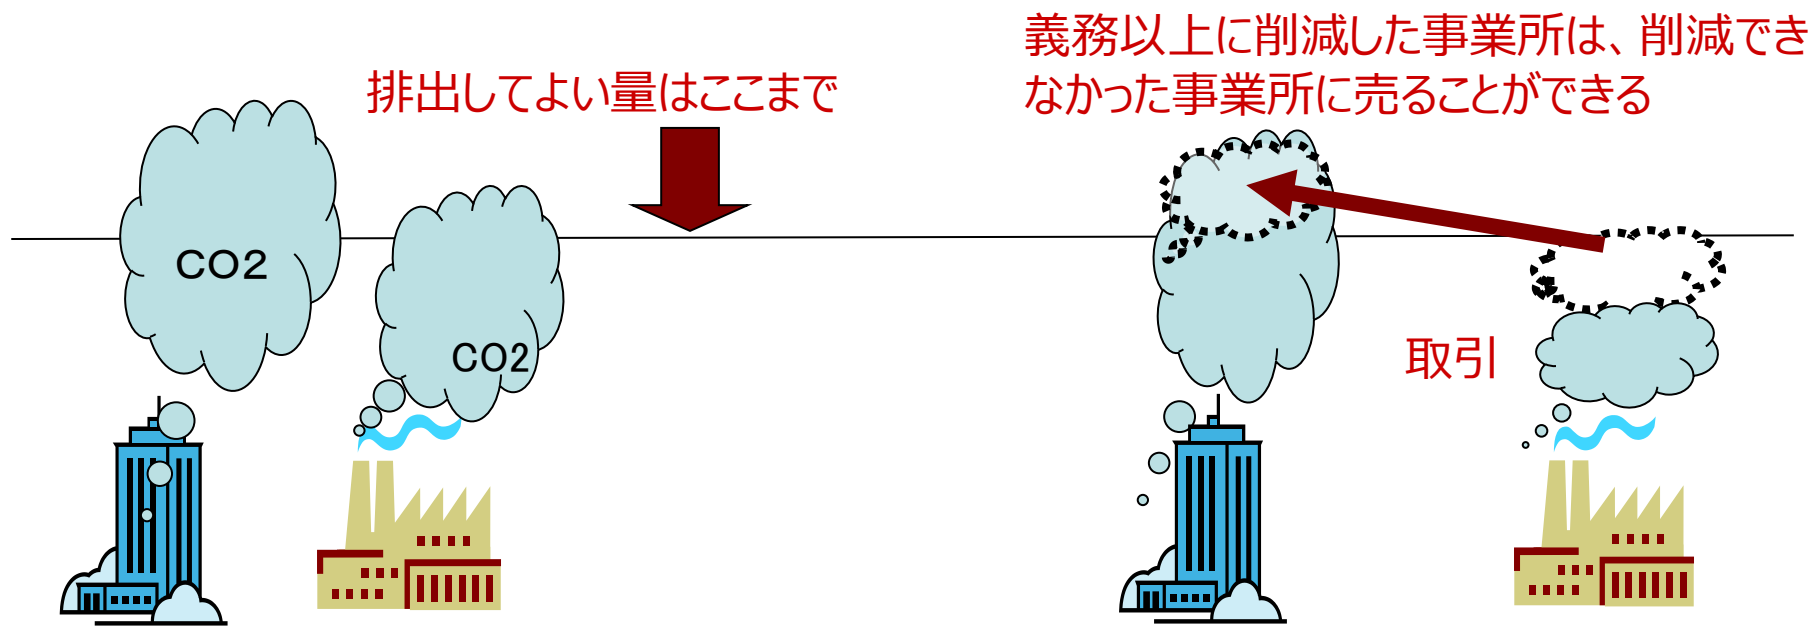 義務以上に削減した事業所は、削減でき
なかった事業所に売ることができる
排出してよい量はここまで
CO2
CO2
取引